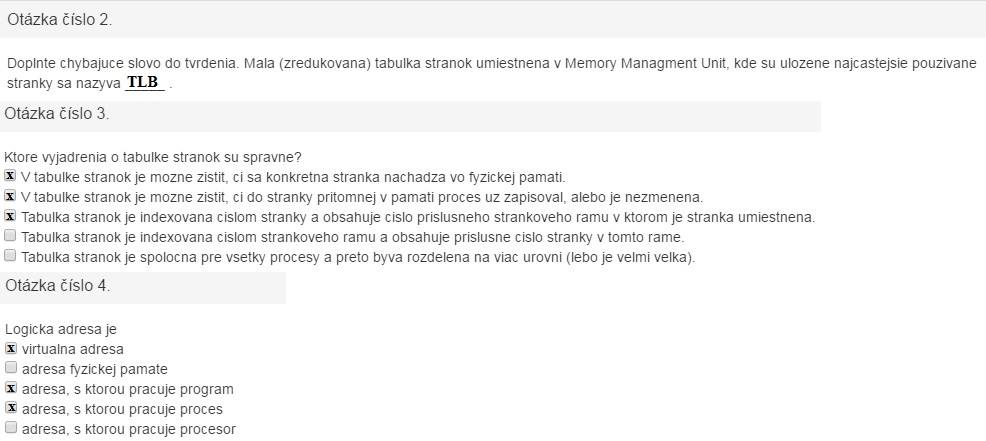 Otázka číslo 2.
Doplnte chybajuce slovo do tvrdenia. Mala (zredukovana) tabulka stranok umiestnena v Memory Managment Unit, kde su ulozene najcastejsie pouzivane
stranky sa nazyva TLB .
Otázka číslo 3.
Ktore vyjadrenia o tabulke stranok su spravne?
x V tabulke stranok je mozne zistit, ci sa konkretna stranka nachadza vo fyzickej pamati.
x V tabulke stranok je mozne zistit, ci do stranky pritomnej v pamati proces uz zapisoval, alebo je nezmenena.
x Tabulka stranok je indexovana cislom stranky a obsahuje cislo prislusneho strankoveho ramu v ktorom je stranka umiestnena.
Tabulka stranok je indexovana cislom strankoveho ramu a obsahuje prislusne cislo stranky v tomto rame.
Tabulka stranok je spolocna pre vsetky procesy a preto byva rozdelena na viac urovni (lebo je velmi velka).
Otázka číslo 4.
Logicka adresa je
x virtualna adresa
adresa fyzickej pamate
x adresa, s ktorou pracuje program
x adresa, s ktorou pracuje proces
adresa, s ktorou pracuje procesor